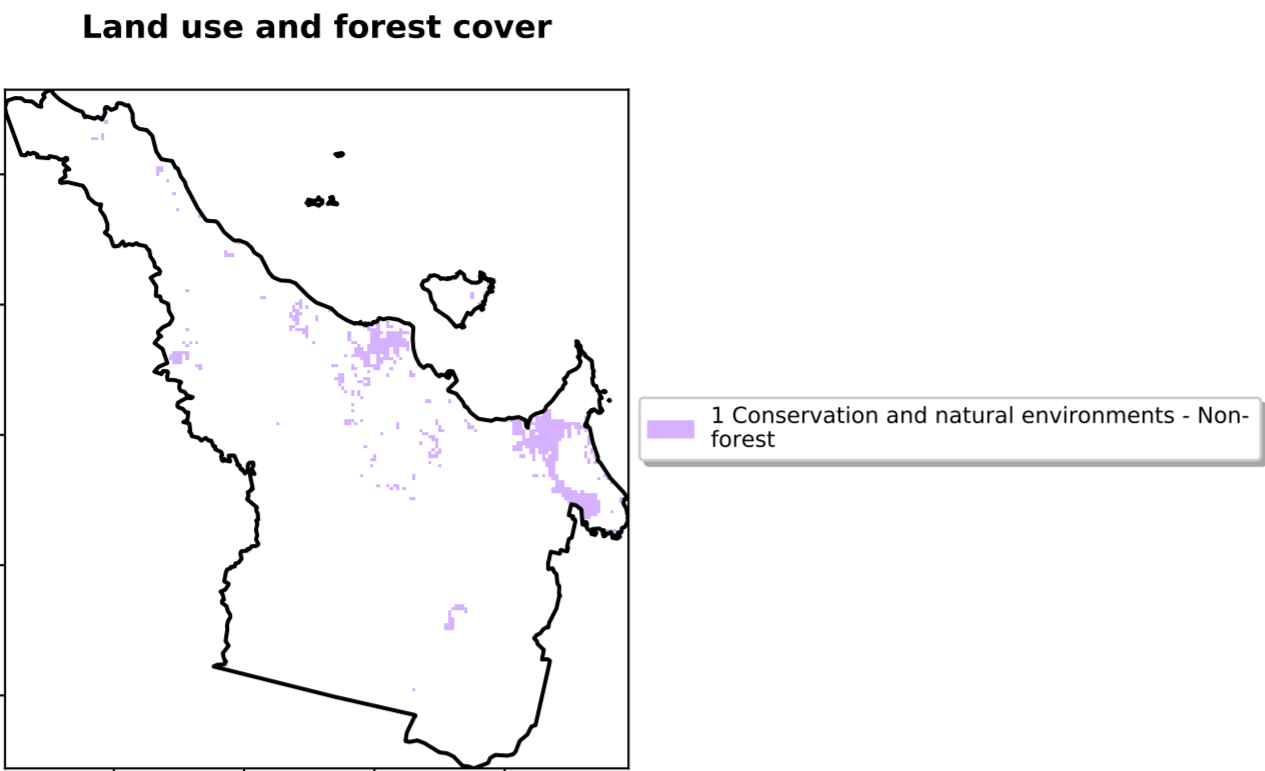 Land use and forest cover
1 Conservation and natural environments - Non-
forest